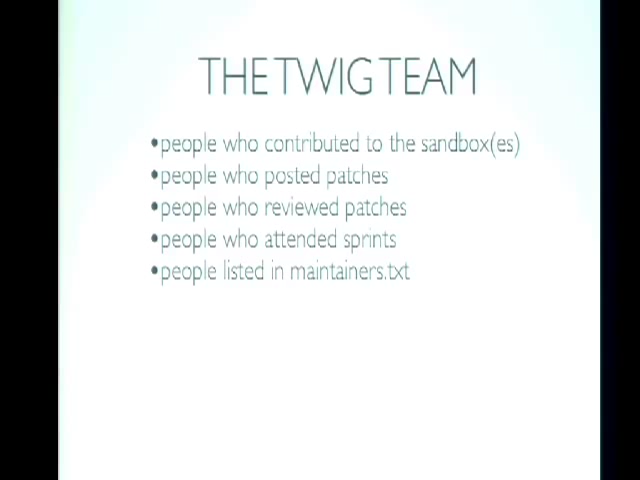 THE TWIG TEAM
•people who contributed to the sandbox(es)
•people who posted patches
•people who reviewed patches
•people who attended sprints
•people listed in maintainers.txt